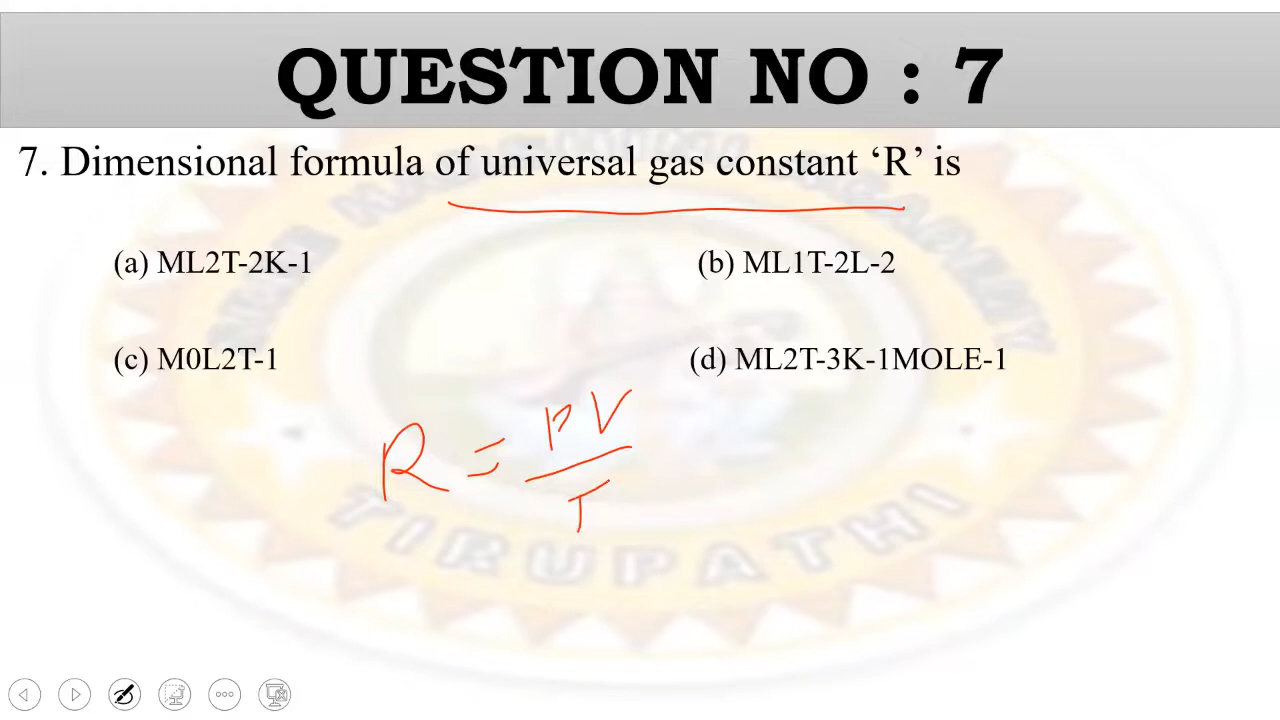 QUESTION NO : 7
7. Dimensional formula of universal gas constant ‘R’ is
(a) ML2T-2K-1
(b) ML1T-2L-2
(c) M0L2T-1
(d) ML2T-3K-1MOLE-1
R = PV
T
TIRUPATHI